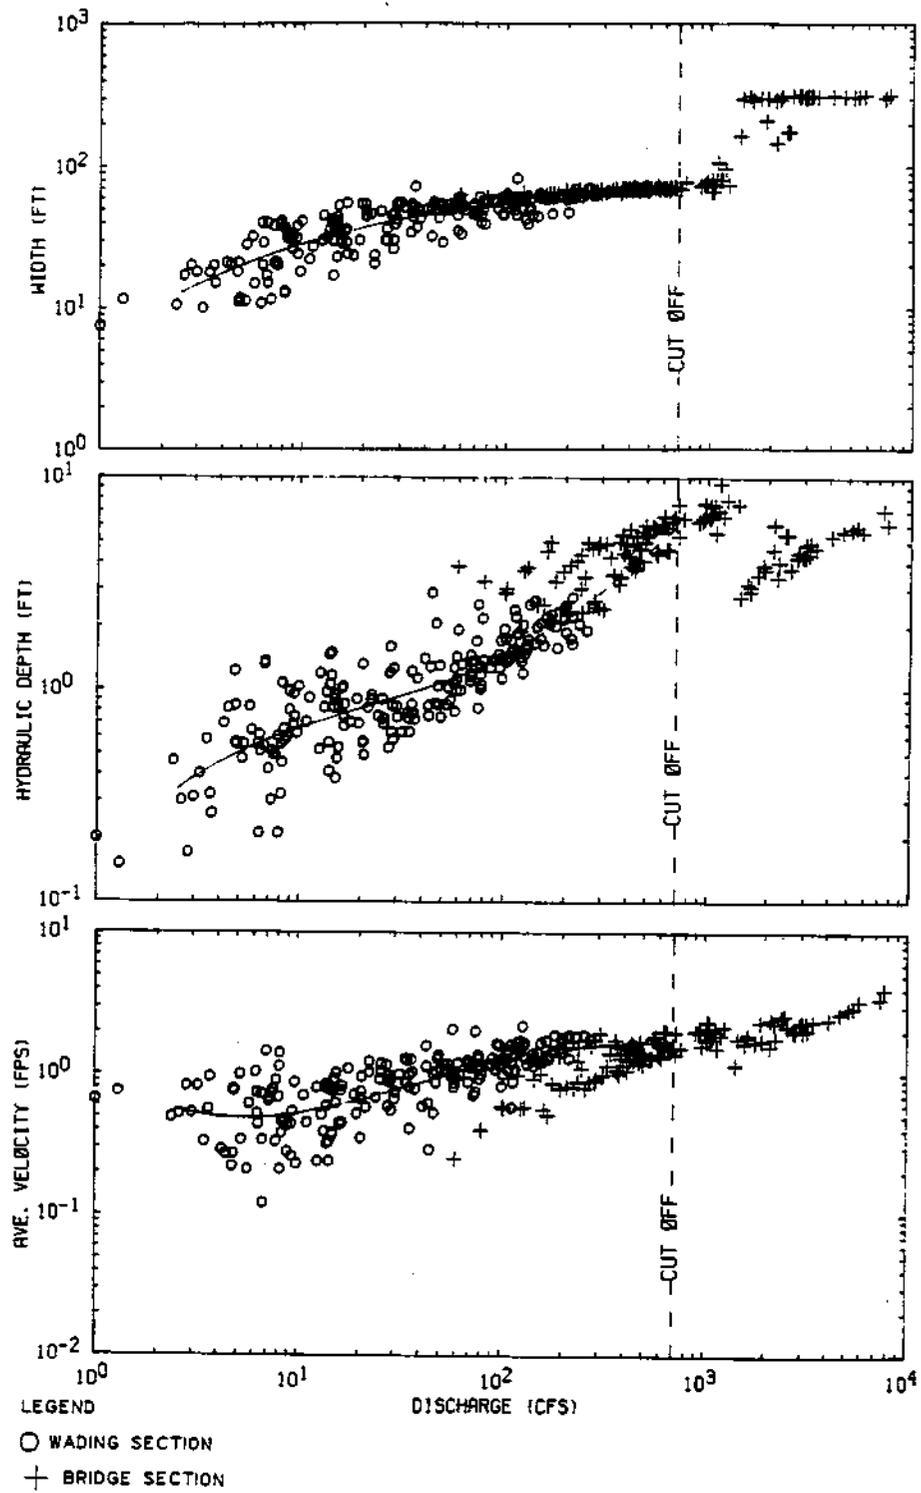 10³
10²
10¹
10⁰
WIDTH (FT)
CUT ØFF
10¹
10⁰
10⁻¹
HYDRAULIC DEPTH (FT)
CUT ØFF
10¹
10⁰
10⁻¹
10⁻²
AVE. VELØCITY (FPS)
CUT ØFF
10⁰ 10¹ 10² 10³ 10⁴
DISCHARGE (CFS)
LEGEND
WADING SECTION
BRIDGE SECTION